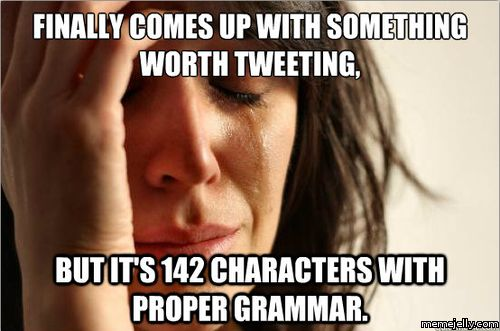 FINALLY COMES UP WITH SOMETHING
WORTH TWEETING,
BUT IT'S 142 CHARACTERS WITH
PROPER GRAMMAR.
memejelly.com